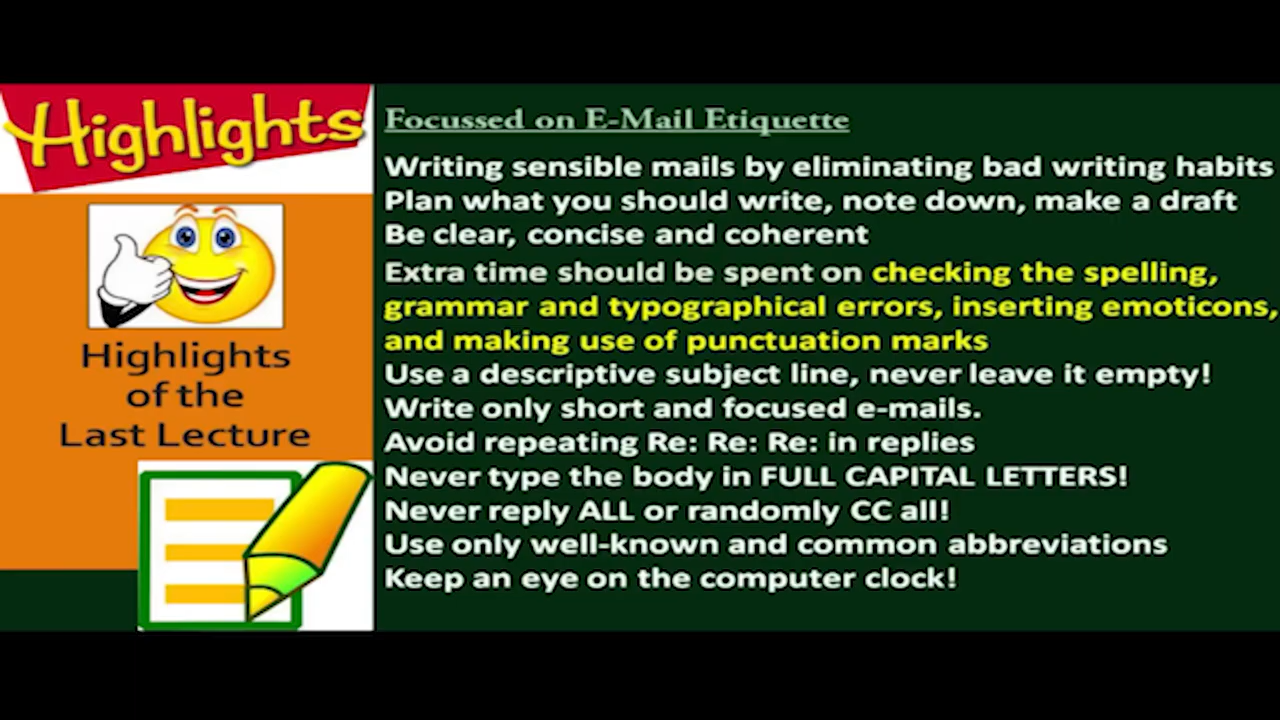 Highlights
Highlights
of the
Last Lecture
Focussed on E-Mail Etiquette
Writing sensible mails by eliminating bad writing habits
Plan what you should write, note down, make a draft
Be clear, concise and coherent
Extra time should be spent on checking the spelling,
grammar and typographical errors, inserting emoticons,
and making use of punctuation marks
Use a descriptive subject line, never leave it empty!
Write only short and focused e-mails.
Avoid repeating Re: Re: Re: in replies
Never type the body in FULL CAPITAL LETTERS!
Never reply ALL or randomly CC all!
Use only well-known and common abbreviations
Keep an eye on the computer clock!